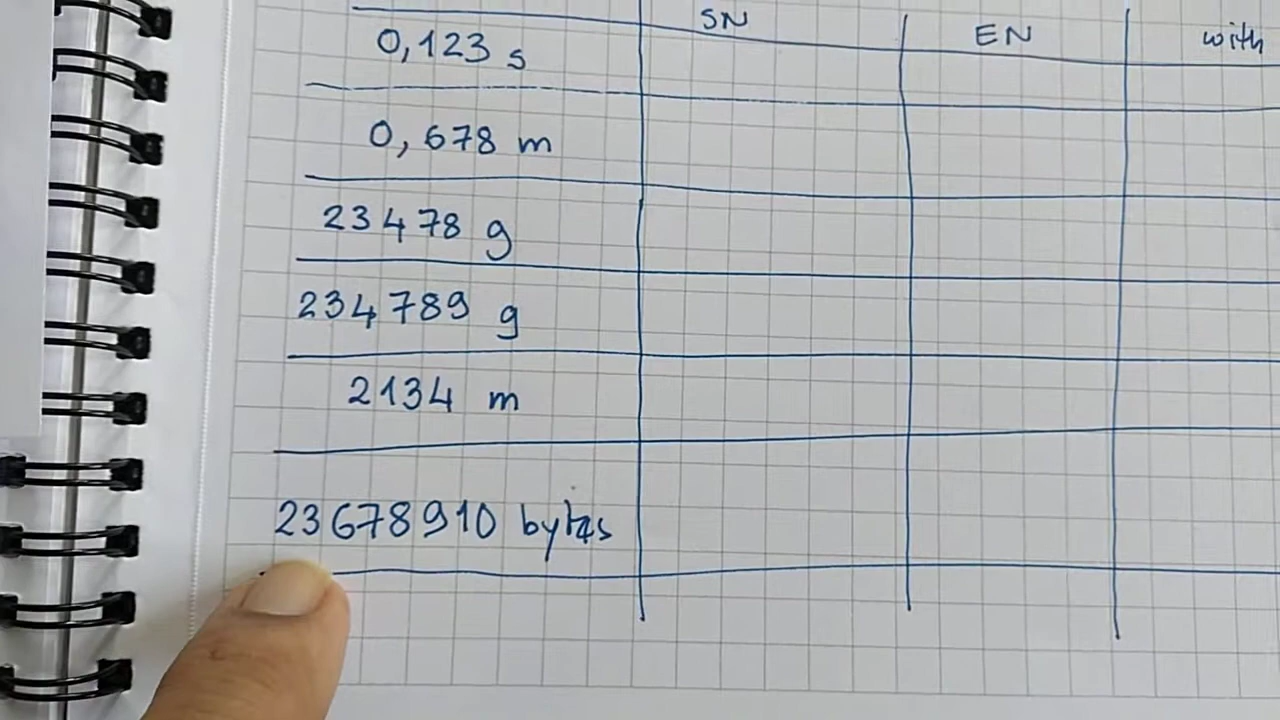 SN EN with
0,123 s
0,678 m
23478 g
234789 g
2134 m
23678910 bytes